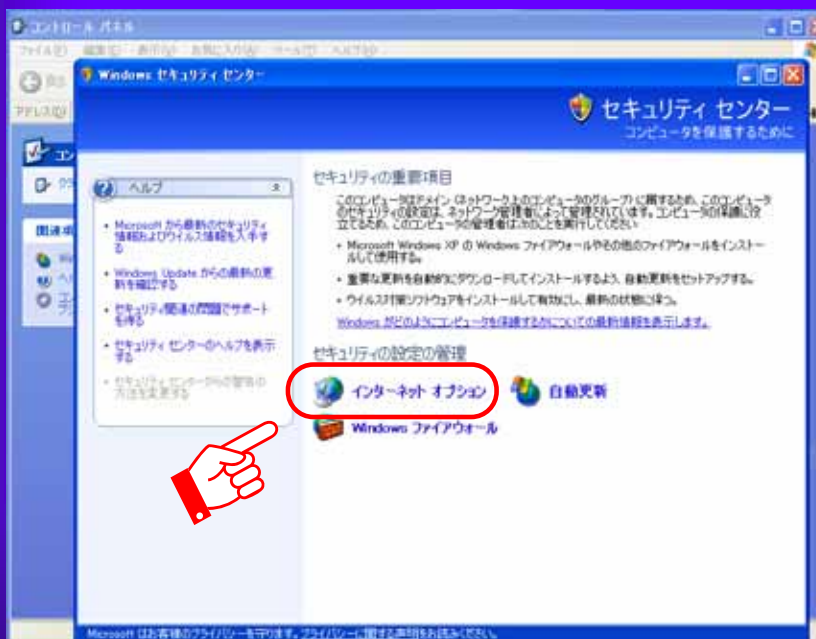 コントロール パネル
Windows セキュリティ センター
セキュリティ センター
コンピュータを保護するために
ヘルプ
・ Microsoft から最新のセキュリティ
情報およびウイルス情報を入手す
る
・ Windows Update からの最新の更
新を確認する
・ セキュリティ関連の問題でサポート
を得る
・ セキュリティ センターのヘルプを表示
する
・ セキュリティ センターからの警告の
方法を変更する
セキュリティの重要項目
このコンピュータはドメイン (ネットワーク上のコンピュータのグループ) に属するため、このコンピュータ
のセキュリティの設定は、ネットワーク管理者によって管理されています。コンピュータの保護に役
立てるため、このコンピュータの管理者は次のことを実行してください:
・ Microsoft Windows XP の Windows ファイアウォールやその他のファイアウォールをインストー
ルして使用する。
・ 重要な更新を自動的にダウンロードしてインストールするよう、自動更新をセットアップする。
・ ウイルス対策ソフトウェアをインストールして有効にし、最新の状態に保つ。
Windows がどのようにコンピュータを保護するかについての最新情報を表示します。
セキュリティの設定の管理
インターネット オプション
自動更新
Windows ファイアウォール
Microsoft はお客様のプライバシーを守ります。プライバシーに関する声明をお読みください。